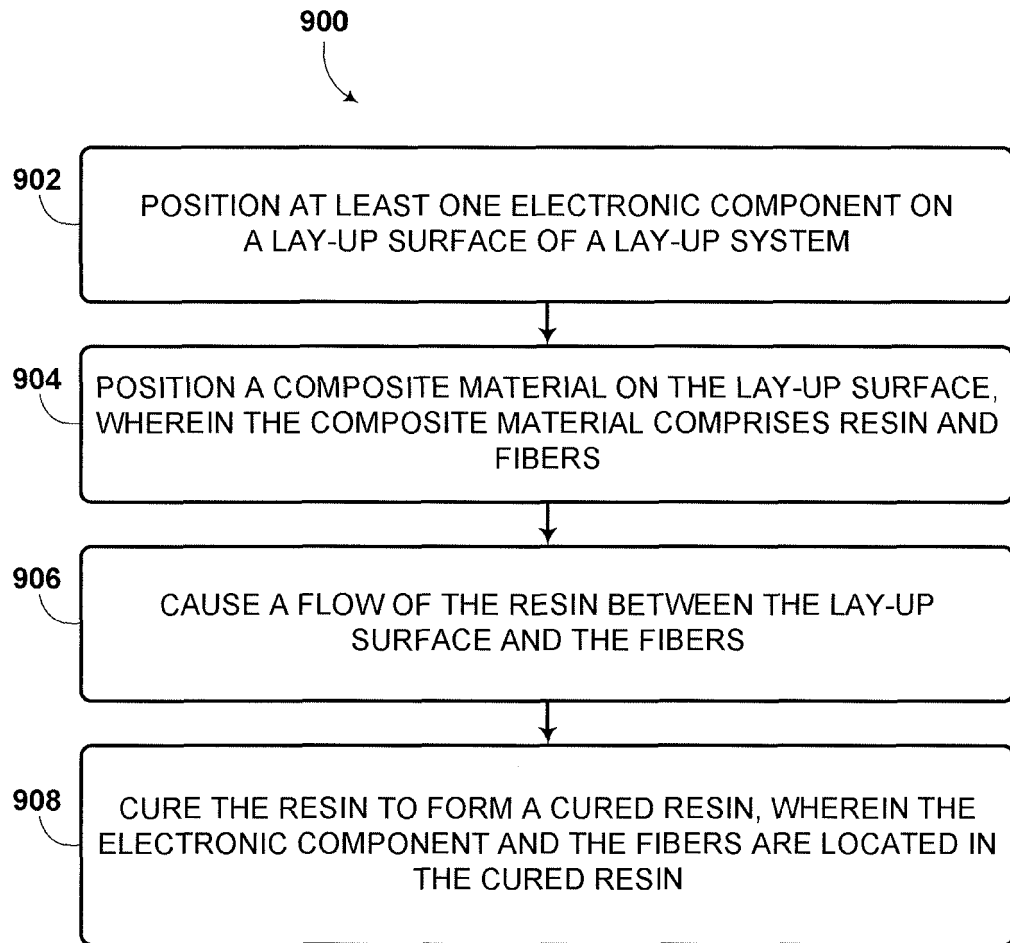 900
902
POSITION AT LEAST ONE ELECTRONIC COMPONENT ON
A LAY-UP SURFACE OF A LAY-UP SYSTEM
904
POSITION A COMPOSITE MATERIAL ON THE LAY-UP SURFACE,
WHEREIN THE COMPOSITE MATERIAL COMPRISES RESIN AND
FIBERS
906
CAUSE A FLOW OF THE RESIN BETWEEN THE LAY-UP
SURFACE AND THE FIBERS
908
CURE THE RESIN TO FORM A CURED RESIN, WHEREIN THE
ELECTRONIC COMPONENT AND THE FIBERS ARE LOCATED IN
THE CURED RESIN